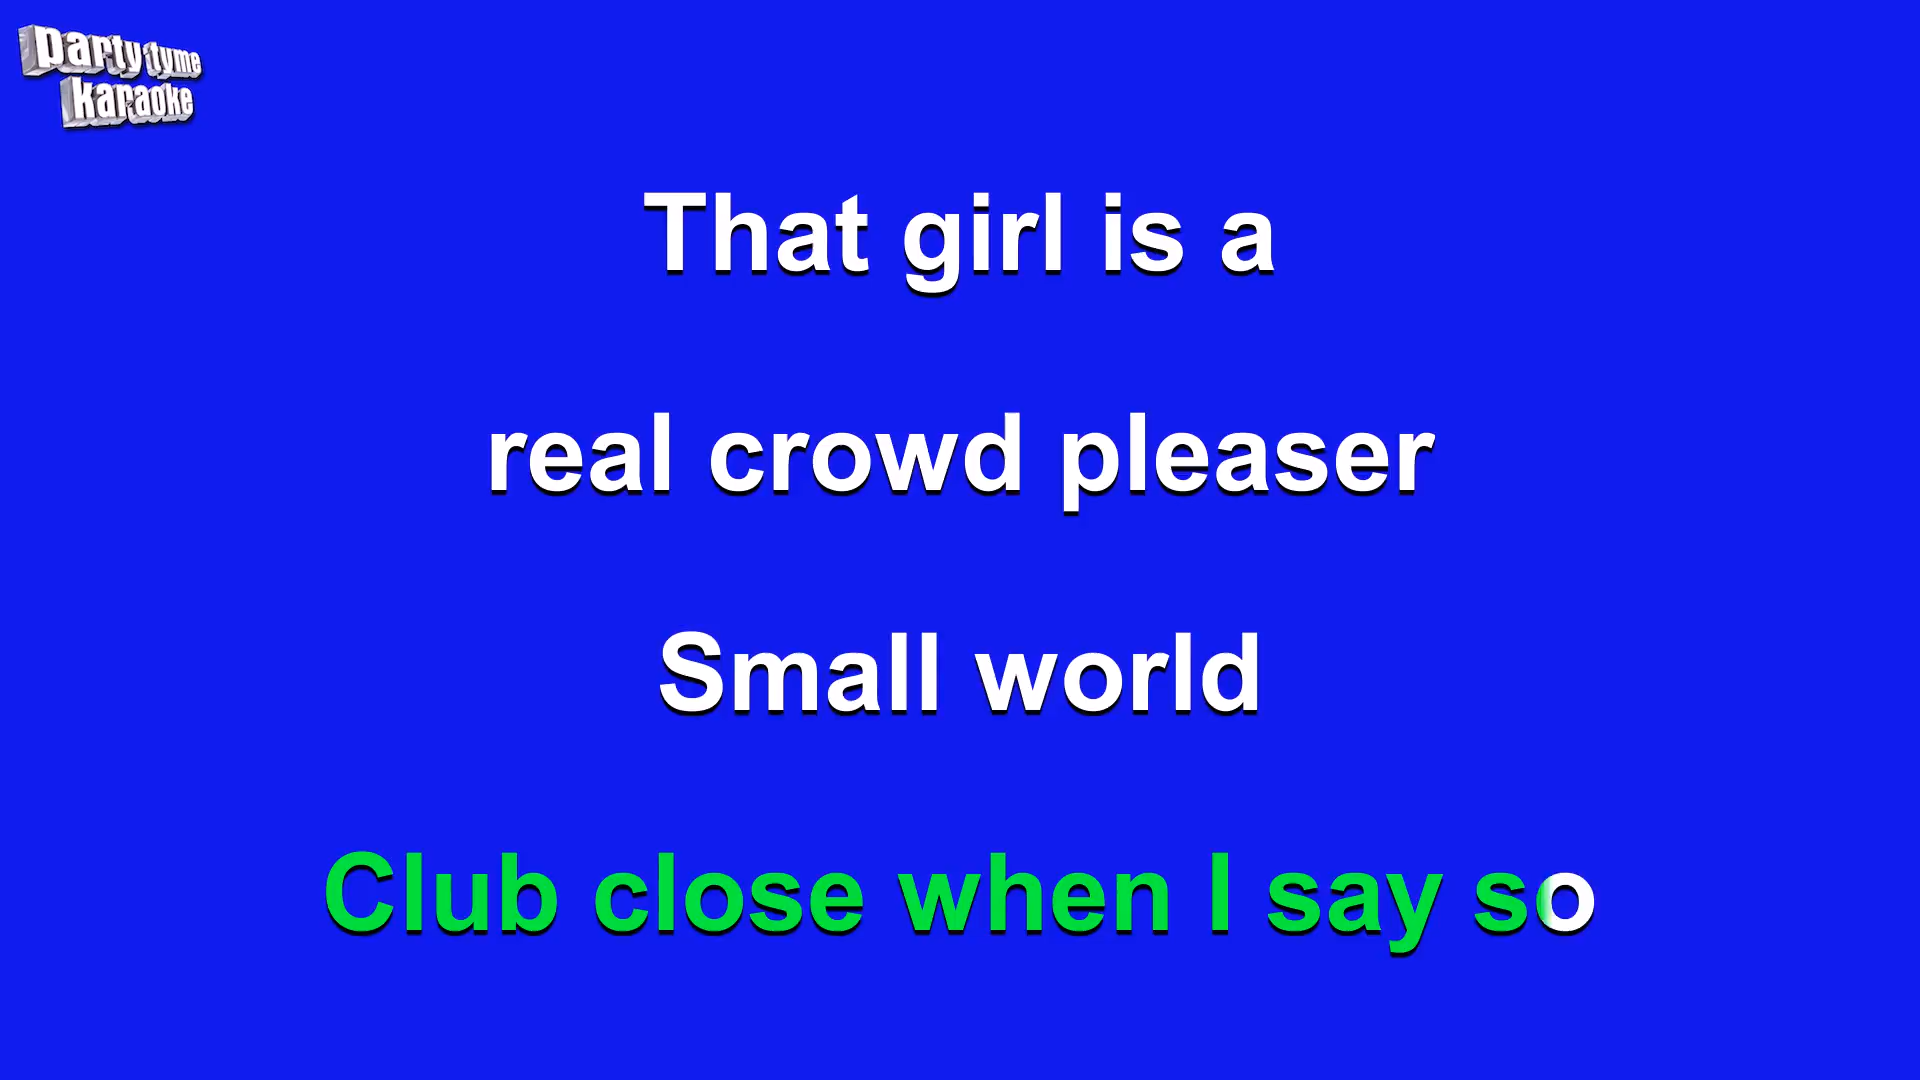 party tyme
karaoke
That girl is a
real crowd pleaser
Small world
Club close when I say so